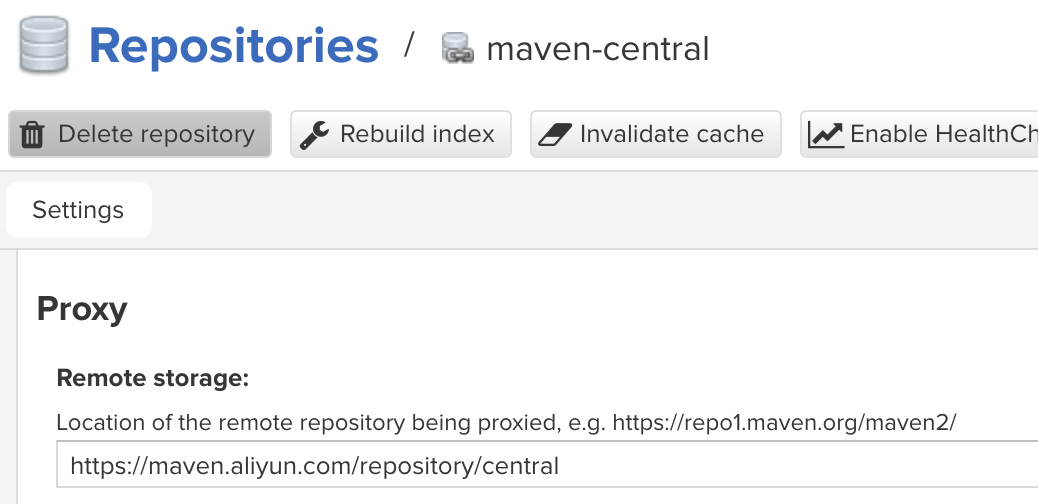 Repositories / maven-central
Delete repository Rebuild index Invalidate cache Enable HealthCh
Settings
Proxy
Remote storage:
Location of the remote repository being proxied, e.g. https://repo1.maven.org/maven2/
https://maven.aliyun.com/repository/central